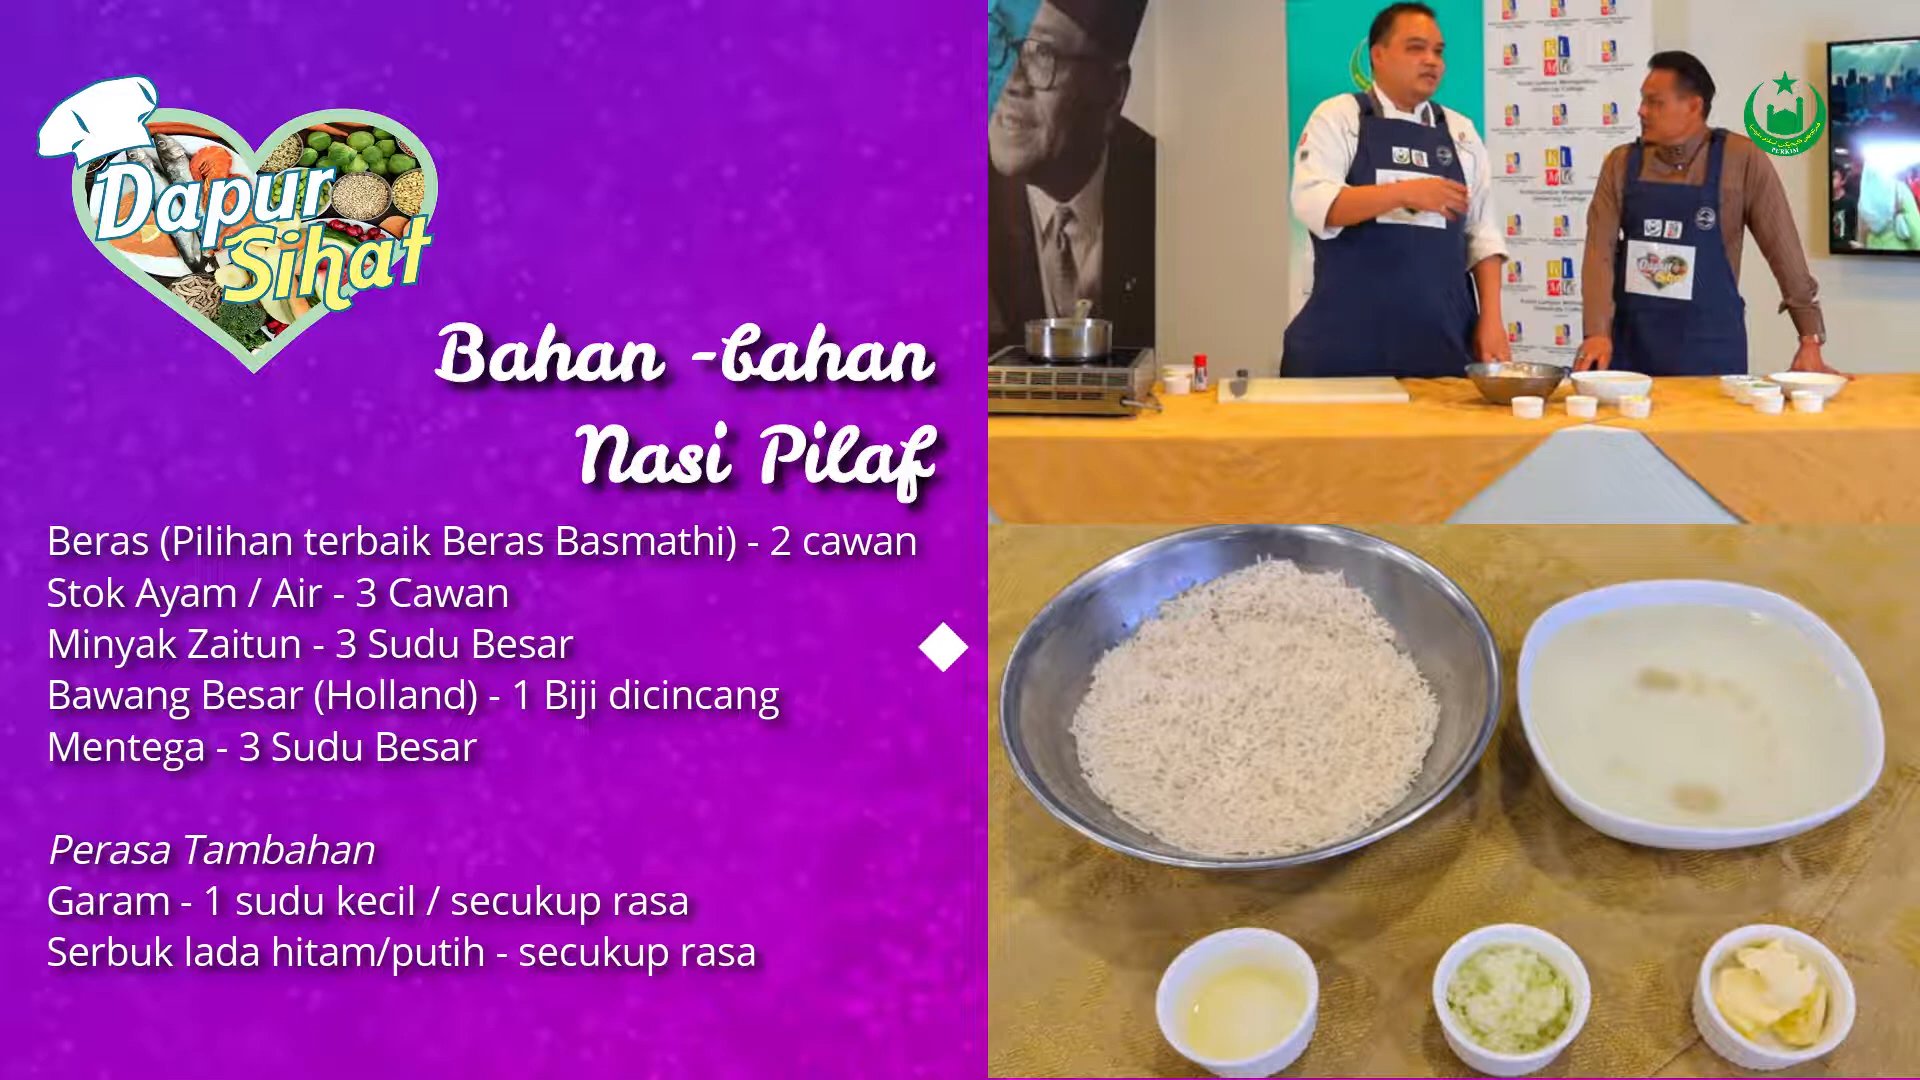 Dapur
Sihat
Bahan -bahan
Nasi Pilaf
Beras (Pilihan terbaik Beras Basmathi) - 2 cawan
Stok Ayam / Air - 3 Cawan
Minyak Zaitun - 3 Sudu Besar
Bawang Besar (Holland) - 1 Biji dicincang
Mentega - 3 Sudu Besar
Perasa Tambahan
Garam - 1 sudu kecil / secukup rasa
Serbuk lada hitam/putih - secukup rasa
PERKIM